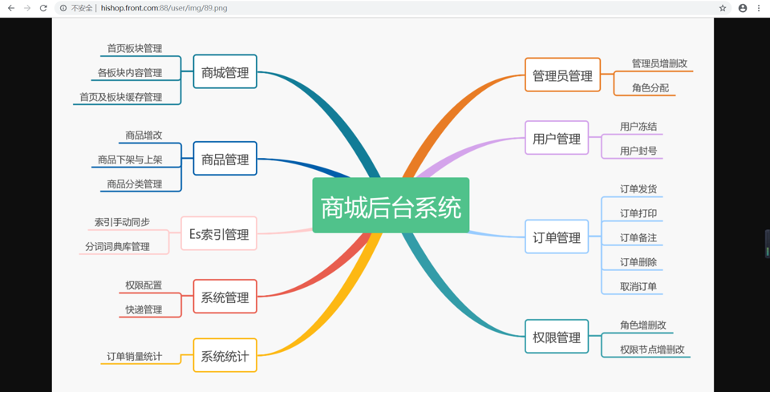 不安全 | hishop.front.com:88/user/img/89.png
商城后台系统
商城管理
首页板块管理
各板块内容管理
首页及板块缓存管理
商品管理
商品增改
商品下架与上架
商品分类管理
Es索引管理
索引手动同步
分词词典库管理
系统管理
权限配置
快递管理
系统统计
订单销量统计
管理员管理
管理员增删改
角色分配
用户管理
用户冻结
用户封号
订单管理
订单发货
订单打印
订单备注
订单删除
取消订单
权限管理
角色增删改
权限节点增删改